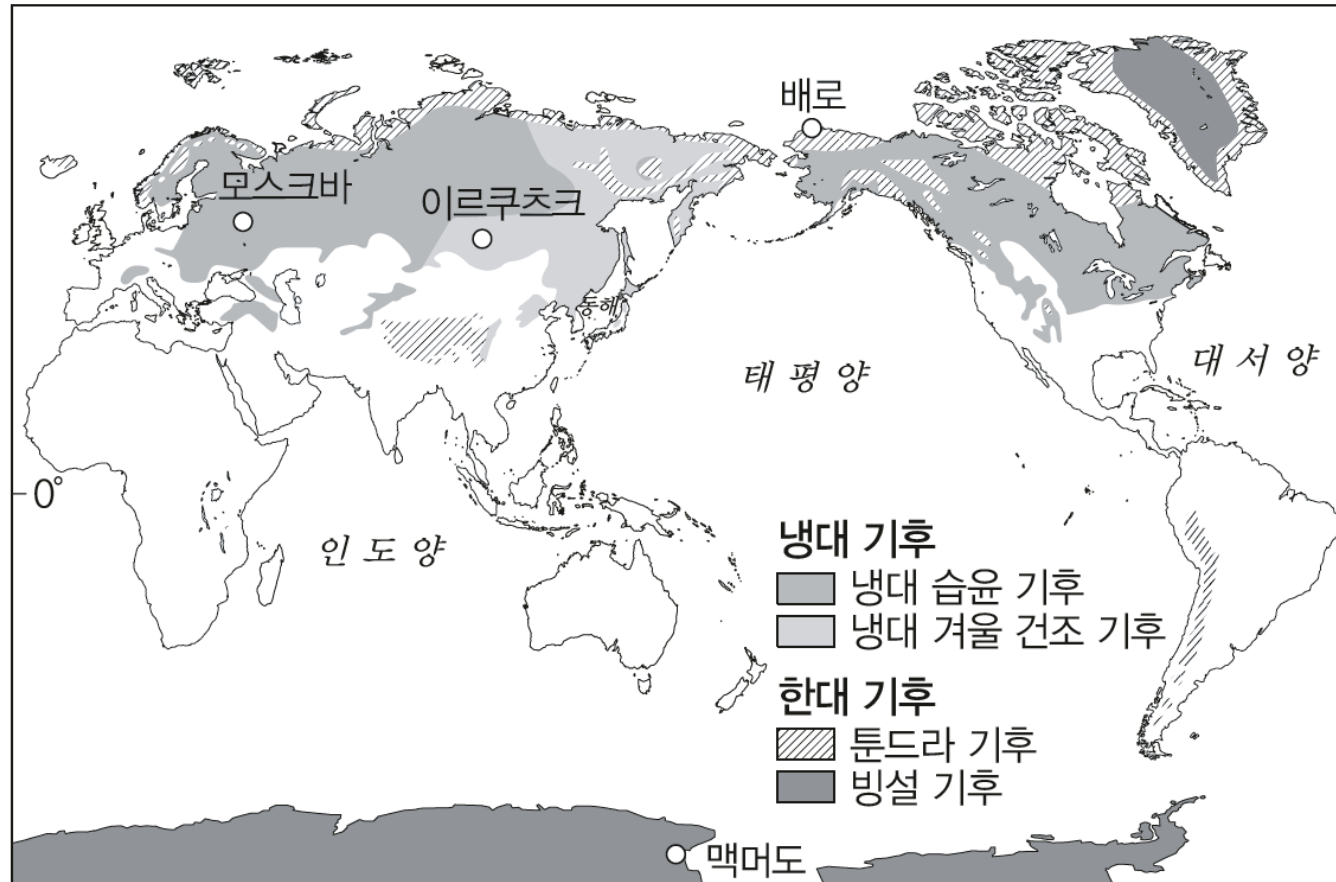 배로
모스크바
이르쿠츠크
동해
태평양
대서양
0°
인도양
냉대 기후
냉대 습윤 기후
냉대 겨울 건조 기후
한대 기후
툰드라 기후
빙설 기후
맥머도